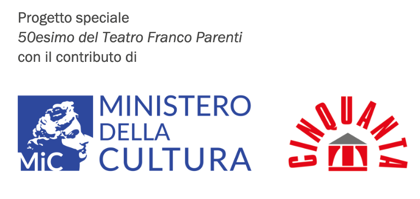 Progetto speciale
50esimo del Teatro Franco Parenti
con il contributo di
MiC
MINISTERO
DELLA
CULTURA
CINQUANTA